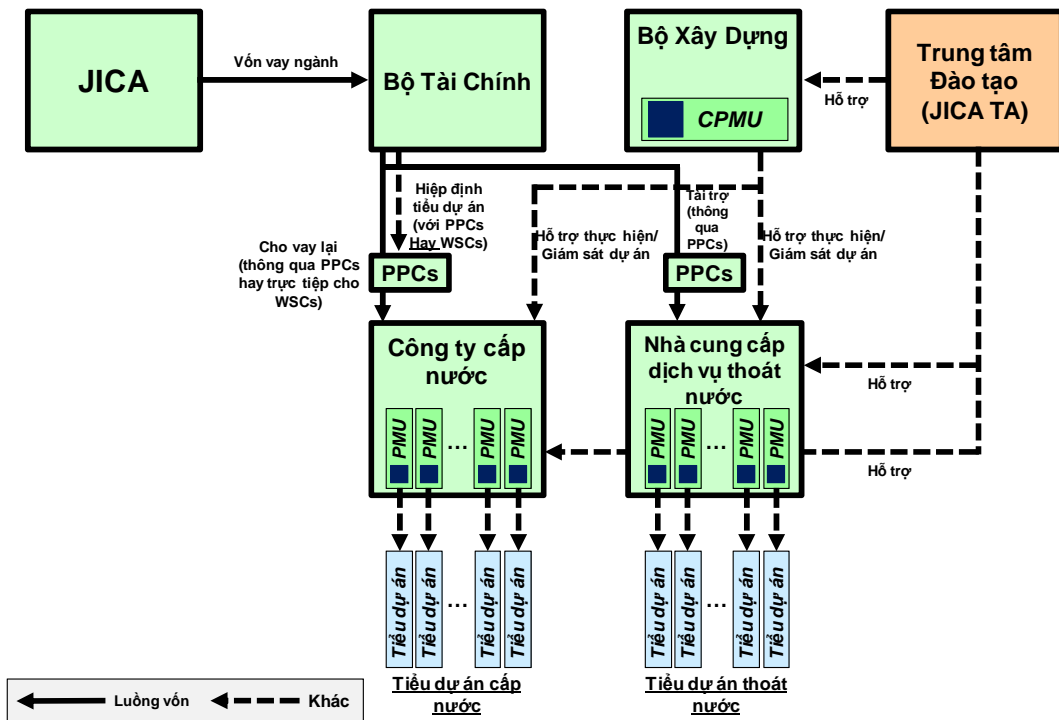 JICA
Vốn vay ngành
Bộ Tài Chính
Bộ Xây Dựng
CPMU
Hỗ trợ
Trung tâm
Đào tạo
(JICA TA)
Hiệp định
tiểu dự án
(với PPCs
Hay WSCs)
Cho vay lại
(thông qua PPCs
hay trực tiếp cho
WSCs)
PPCs
Hỗ trợ thực hiện/
Giám sát dự án
Tài trợ
(thông
qua
PPCs)
PPCs
Hỗ trợ thực hiện/
Giám sát dự án
Công ty cấp
nước
PMU
PMU
...
PMU
PMU
Nhà cung cấp
dịch vụ thoát
nước
PMU
PMU
...
PMU
PMU
Hỗ trợ
Hỗ trợ
Tiểu dự án
Tiểu dự án
...
Tiểu dự án
Tiểu dự án
Tiểu dự án cấp
nước
Tiểu dự án
Tiểu dự án
...
Tiểu dự án
Tiểu dự án
Tiểu dự án thoát
nước
Luồng vốn
Khác